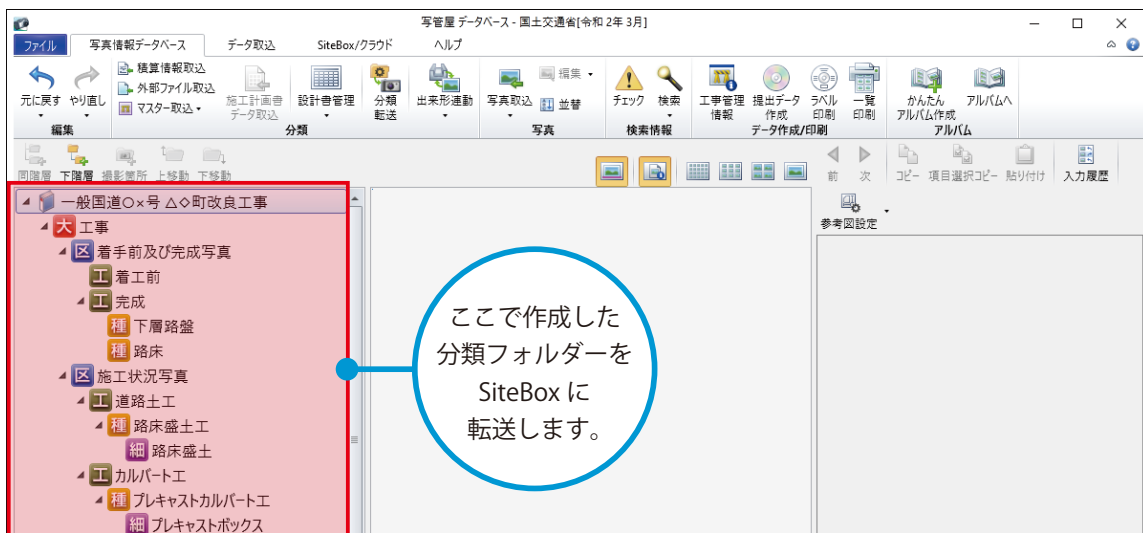 写管屋 データベース - 国土交通省[令和 2年 3月]
ファイル 写真情報データベース データ取込 SiteBox/クラウド ヘルプ
元に戻す やり直し 積算情報取込 外部ファイル取込 マスター取込 施工計画書 データ取込 設計書管理 分類 転送 出来形連動 写真取込 編集 並替 チェック 検索 工事管理 情報 提出データ 作成 ラベル 印刷 一覧 印刷 かんたん アルバム作成 アルバムへ
編集 分類 写真 検索情報 データ作成/印刷 アルバム
同階層 下階層 撮影箇所 上移動 下移動 前 次 コピー 項目選択コピー 貼り付け 入力履歴
参考図設定
一般国道○×号 △◇町改良工事
大 工事
区 着手前及び完成写真
工 着工前
工 完成
種 下層路盤
種 路床
区 施工状況写真
工 道路土工
種 路床盛土工
細 路床盛土
工 カルバート工
種 プレキャストカルバート工
細 プレキャストボックス
ここで作成した
分類フォルダーを
SiteBox に
転送します。